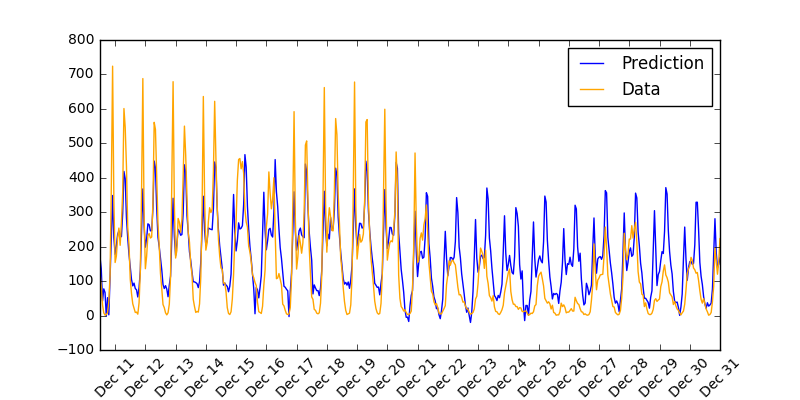 800
700
600
500
400
300
200
100
0
−100
Prediction
Data
Dec 11
Dec 12
Dec 13
Dec 14
Dec 15
Dec 16
Dec 17
Dec 18
Dec 19
Dec 20
Dec 21
Dec 22
Dec 23
Dec 24
Dec 25
Dec 26
Dec 27
Dec 28
Dec 29
Dec 30
Dec 31